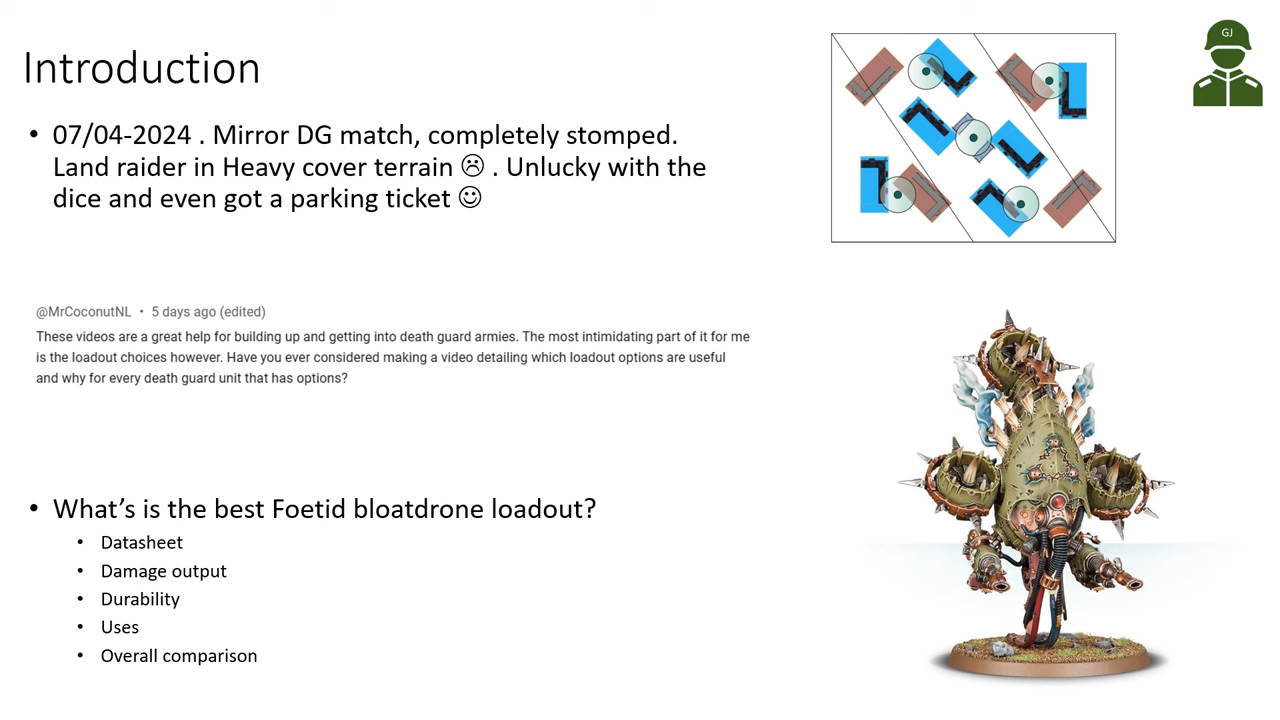 Introduction
GJ
• 07/04-2024 . Mirror DG match, completely stomped.
Land raider in Heavy cover terrain ☹ . Unlucky with the
dice and even got a parking ticket ☺
@MrCoconutNL • 5 days ago (edited)
These videos are a great help for building up and getting into death guard armies. The most intimidating part of it for me
is the loadout choices however. Have you ever considered making a video detailing which loadout options are useful
and why for every death guard unit that has options?
• What's is the best Foetid bloatdrone loadout?
• Datasheet
• Damage output
• Durability
• Uses
• Overall comparison